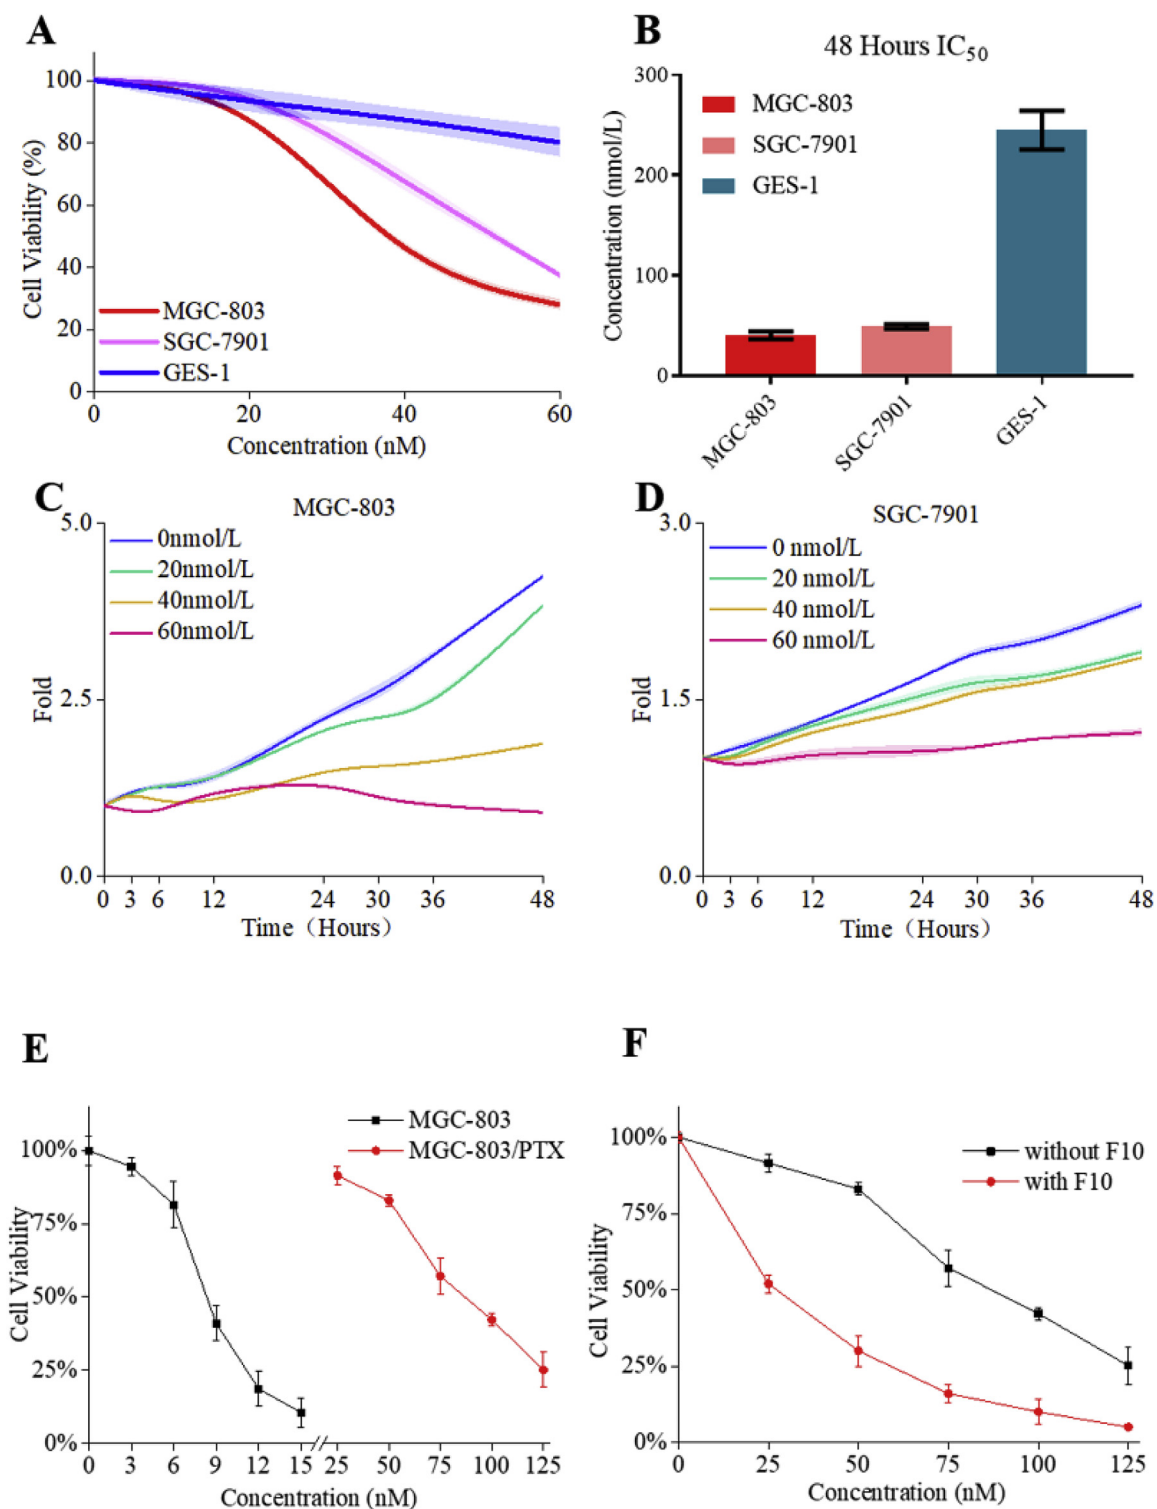 A
100
80
60
40
20
0
Cell Viability (%)
MGC-803
SGC-7901
GES-1
0 20 40 60
Concentration (nM)
B
48 Hours IC50
300
200
100
0
Concentration (nmol/L)
MGC-803
SGC-7901
GES-1
MGC-803
SGC-7901
GES-1
C
MGC-803
5.0
2.5
0.0
Fold
0nmol/L
20nmol/L
40nmol/L
60nmol/L
0 3 6 12 24 30 36 48
Time（Hours）
D
SGC-7901
3.0
1.5
0.0
Fold
0 nmol/L
20 nmol/L
40 nmol/L
60 nmol/L
0 3 6 12 24 30 36 48
Time（Hours）
E
100%
75%
50%
25%
0%
Cell Viability
MGC-803
MGC-803/PTX
0 3 6 9 12 15 // 25 50 75 100 125
Concentration (nM)
F
100%
75%
50%
25%
0%
Cell Viability
without F10
with F10
0 25 50 75 100 125
Concentration (nM)